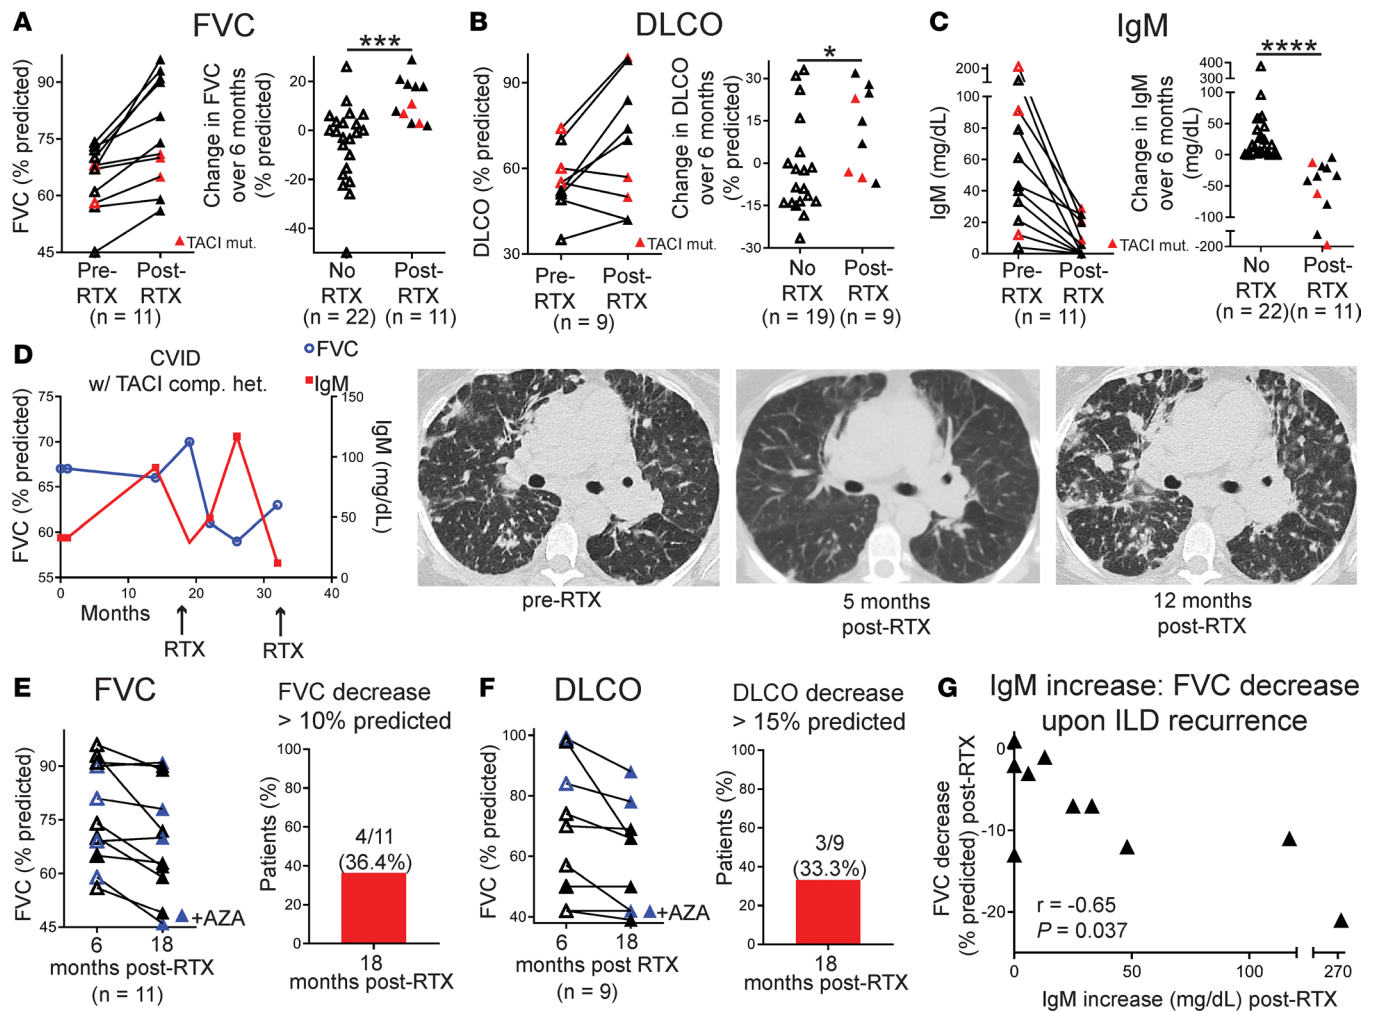 A
FVC
FVC (% predicted)
90
75
60
45
Pre-
RTX
Post-
RTX
(n = 11)
TACI mut.
Change in FVC
over 6 months
(% predicted)
***
20
0
-20
-40
No
RTX
(n = 22)
Post-
RTX
(n = 11)
B
DLCO
DLCO (% predicted)
90
60
30
Pre-
RTX
Post-
RTX
(n = 9)
TACI mut.
Change in DLCO
over 6 months
(% predicted)
*
30
15
0
-15
-30
No
RTX
(n = 19)
Post-
RTX
(n = 9)
C
IgM
IgM (mg/dL)
200
100
80
60
40
20
0
Pre-
RTX
Post-
RTX
(n = 11)
TACI mut.
Change in IgM
over 6 months
(mg/dL)
****
400
300
100
50
0
-50
-100
-200
No
RTX
(n = 22)
Post-
RTX
(n = 11)
D
CVID
w/ TACI comp. het.
FVC
IgM
FVC (% predicted)
75
70
65
60
55
IgM (mg/dL)
150
100
50
0
0
10
20
30
40
Months
RTX
RTX
pre-RTX
5 months
post-RTX
12 months
post-RTX
E
FVC
FVC (% predicted)
90
75
60
45
6
18
+AZA
months post-RTX
(n = 11)
FVC decrease
> 10% predicted
Patients (%)
100
80
60
40
20
0
4/11
(36.4%)
18
months post-RTX
F
DLCO
FVC (% predicted)
100
80
60
40
6
18
+AZA
months post RTX
(n = 9)
DLCO decrease
> 15% predicted
Patients (%)
100
80
60
40
20
0
3/9
(33.3%)
18
months post-RTX
G
IgM increase: FVC decrease
upon ILD recurrence
FVC decrease
(% predicted) post-RTX
0
-10
-20
r = -0.65
P = 0.037
0
50
100
270
IgM increase (mg/dL) post-RTX